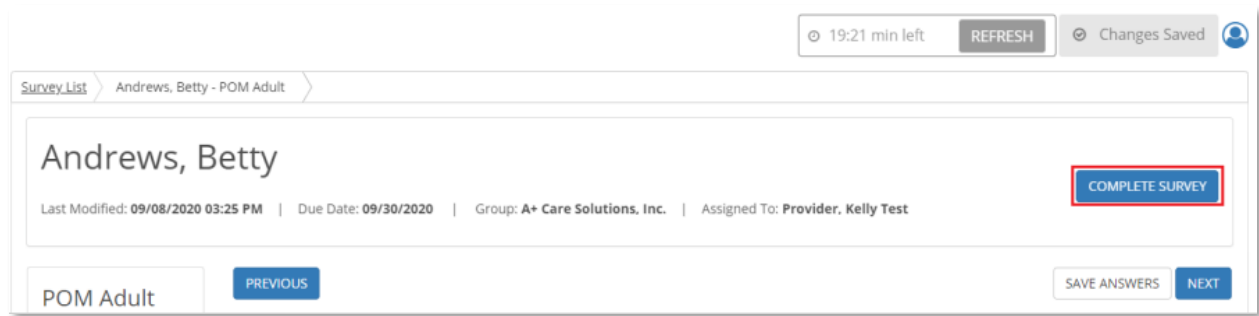 19:21 min left REFRESH Changes Saved
Survey List Andrews, Betty - POM Adult
Andrews, Betty
COMPLETE SURVEY
Last Modified: 09/08/2020 03:25 PM | Due Date: 09/30/2020 | Group: A+ Care Solutions, Inc. | Assigned To: Provider, Kelly Test
POM Adult PREVIOUS SAVE ANSWERS NEXT